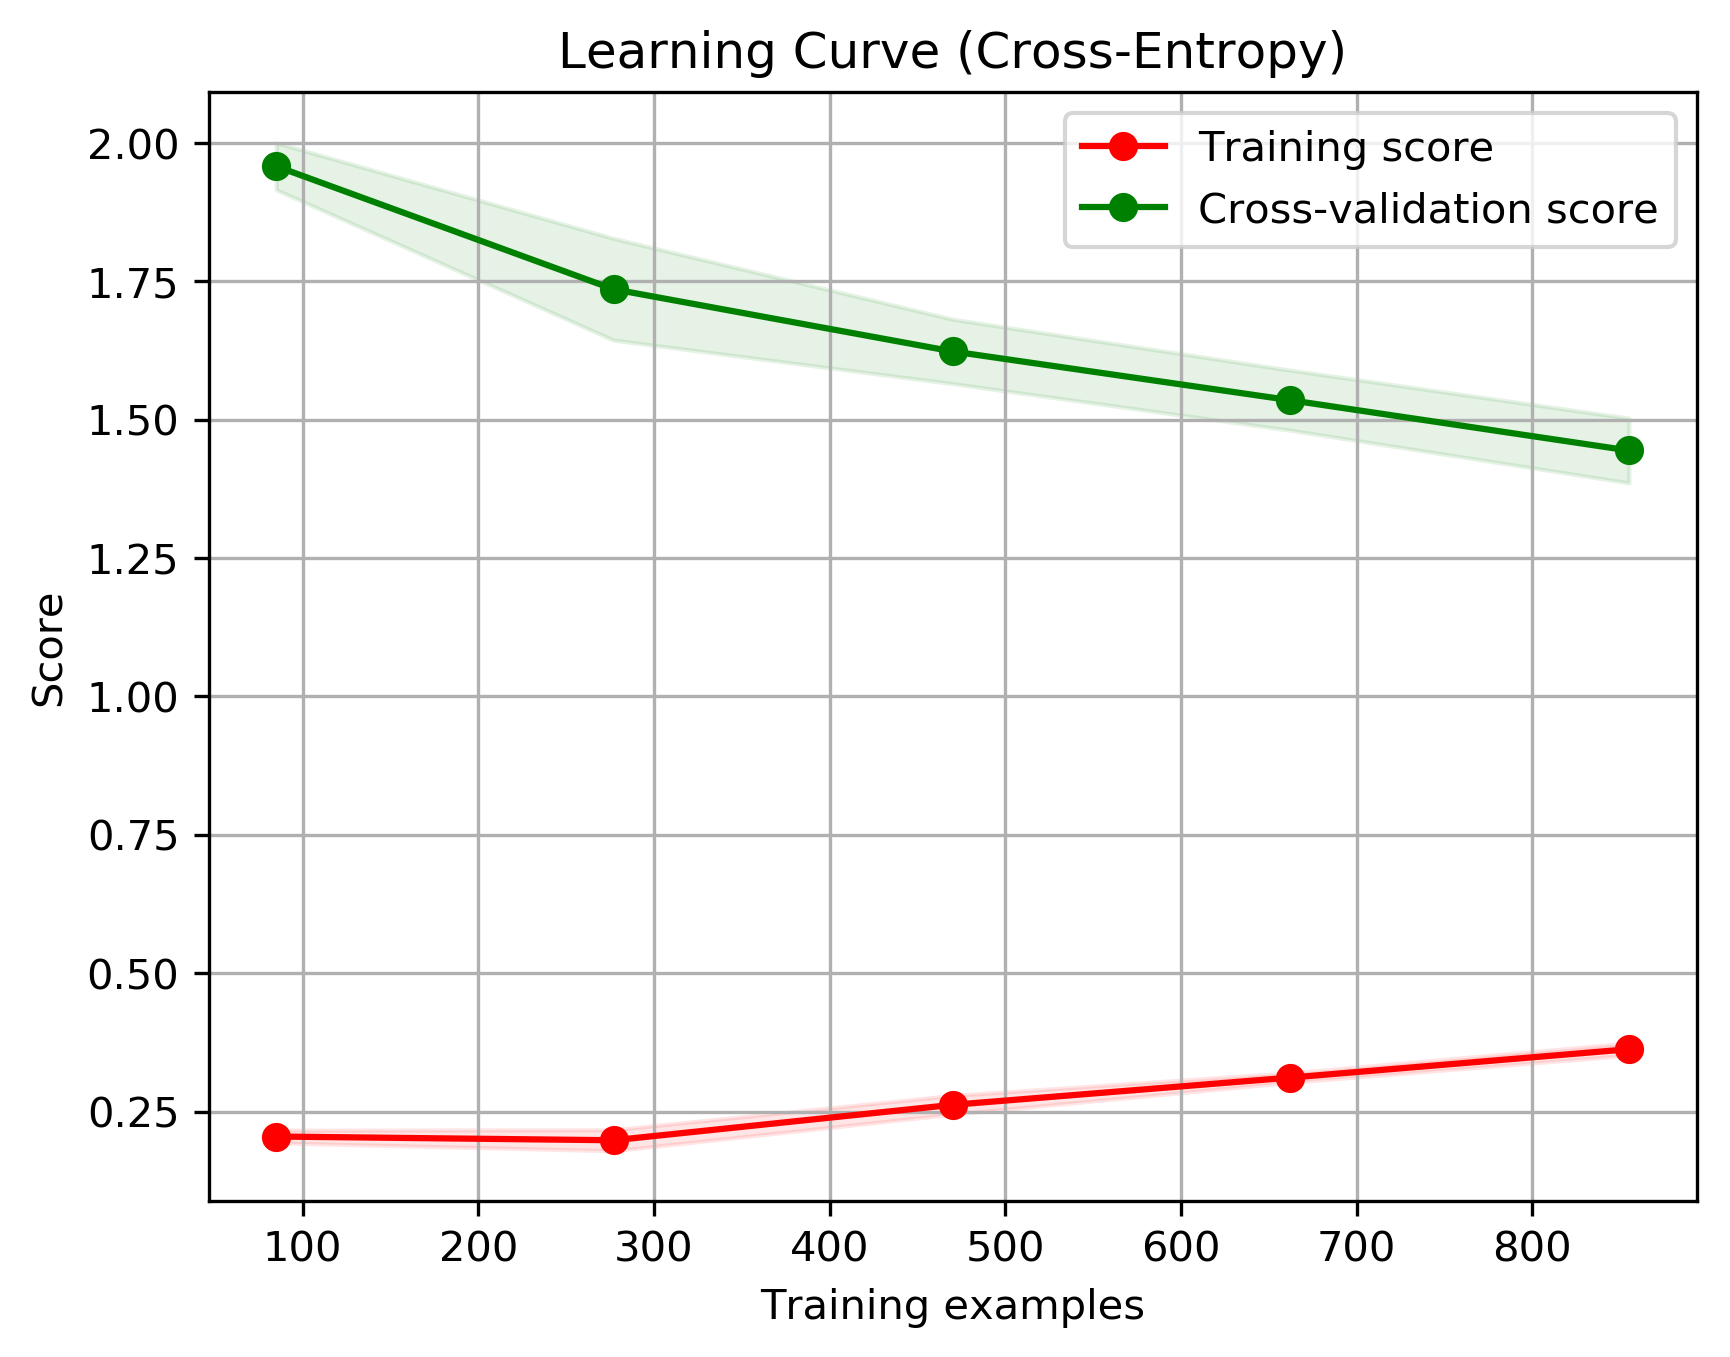 Learning Curve (Cross-Entropy)
Training score
Cross-validation score
2.00
1.75
1.50
1.25
1.00
0.75
0.50
0.25
Score
100 200 300 400 500 600 700 800
Training examples